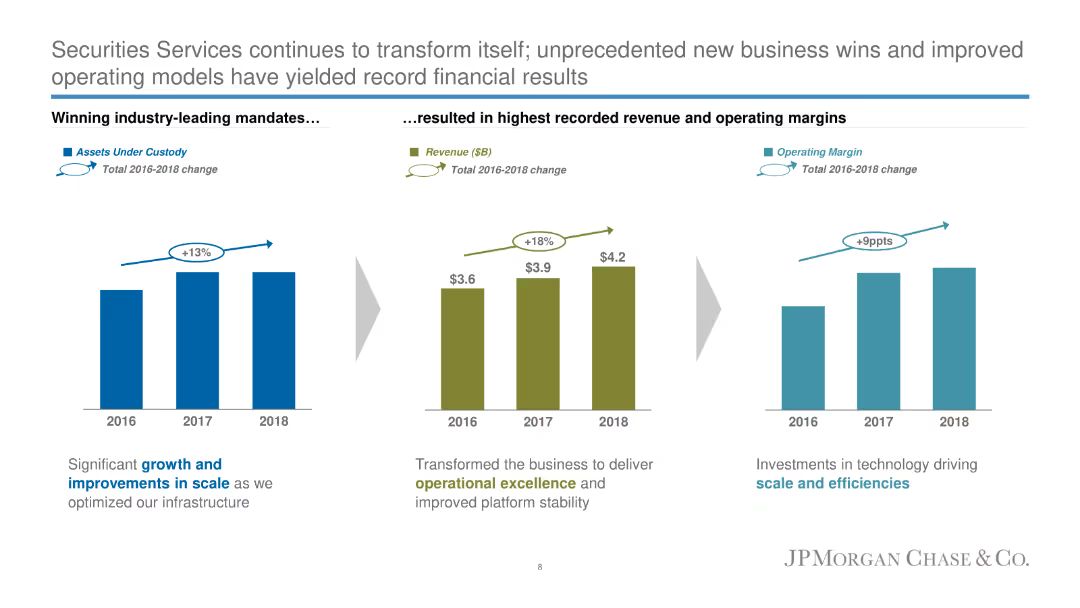 Securities Services continues to transform itself; unprecedented new business wins and improved
operating models have yielded record financial results
Winning industry-leading mandates…
…resulted in highest recorded revenue and operating margins
Assets Under Custody
Total 2016-2018 change
+13%
2016 2017 2018
Significant growth and
improvements in scale as we
optimized our infrastructure
Revenue ($B)
Total 2016-2018 change
+18%
$3.6 $3.9 $4.2
2016 2017 2018
Transformed the business to deliver
operational excellence and
improved platform stability
Operating Margin
Total 2016-2018 change
+9ppts
2016 2017 2018
Investments in technology driving
scale and efficiencies
8
JPMORGAN CHASE & CO.